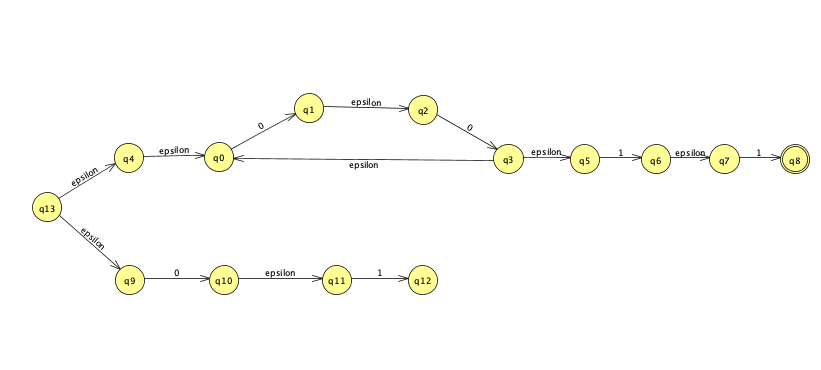 q1 epsilon q2
0 0
q4 epsilon q0 q3 epsilon q5 1 q6 epsilon q7 1 q8
epsilon epsilon
q13
epsilon
q9 0 q10 epsilon q11 1 q12